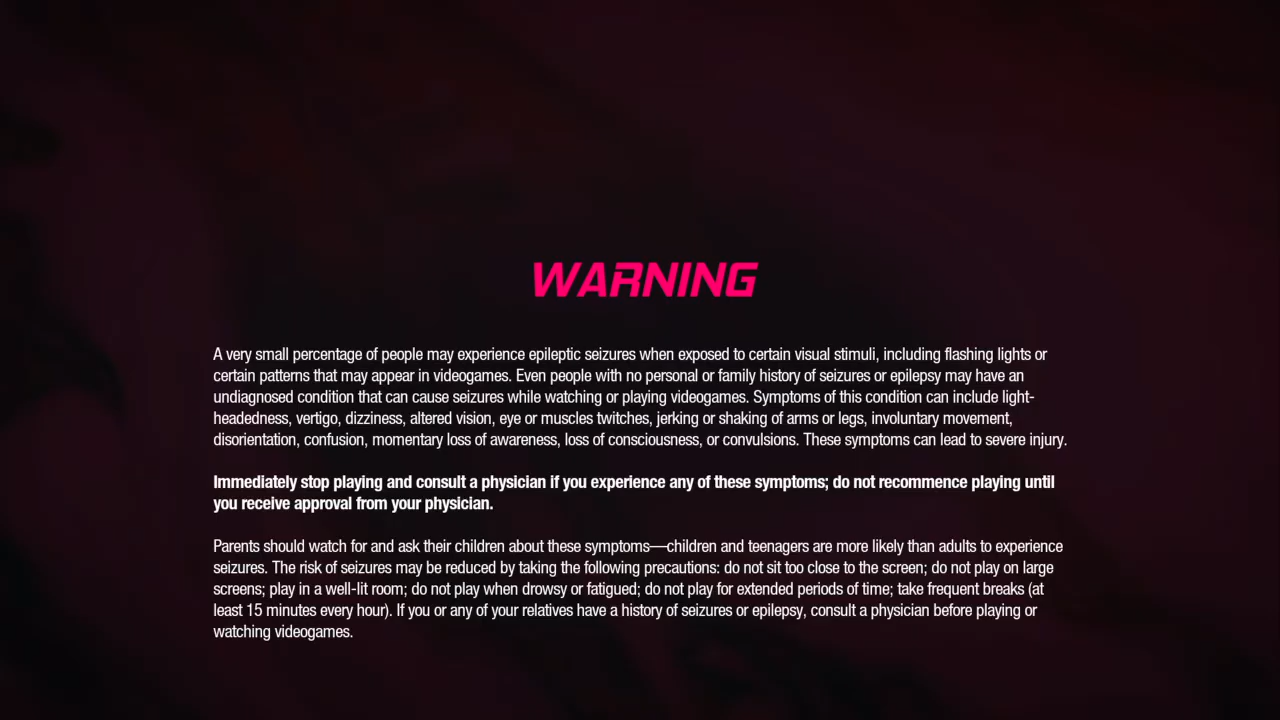 WARNING
A very small percentage of people may experience epileptic seizures when exposed to certain visual stimuli, including flashing lights or
certain patterns that may appear in videogames. Even people with no personal or family history of seizures or epilepsy may have an
undiagnosed condition that can cause seizures while watching or playing videogames. Symptoms of this condition can include light-
headedness, vertigo, dizziness, altered vision, eye or muscles twitches, jerking or shaking of arms or legs, involuntary movement,
disorientation, confusion, momentary loss of awareness, loss of consciousness, or convulsions. These symptoms can lead to severe injury.
Immediately stop playing and consult a physician if you experience any of these symptoms; do not recommence playing until
you receive approval from your physician.
Parents should watch for and ask their children about these symptoms—children and teenagers are more likely than adults to experience
seizures. The risk of seizures may be reduced by taking the following precautions: do not sit too close to the screen; do not play on large
screens; play in a well-lit room; do not play when drowsy or fatigued; do not play for extended periods of time; take frequent breaks (at
least 15 minutes every hour). If you or any of your relatives have a history of seizures or epilepsy, consult a physician before playing or
watching videogames.